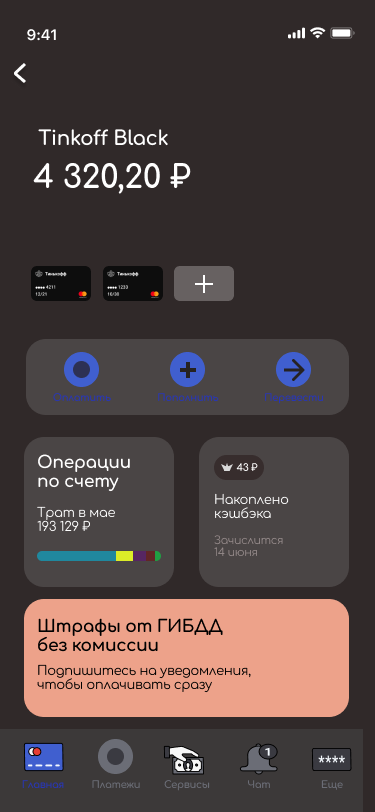 9:41
Tinkoff Black
4 320,20 ₽
Тинькофф
4211
12/21
Тинькофф
1230
10/30
Оплатить
Пополнить
Перевести
Операции
по счету
Трат в мае
193 129 ₽
43 ₽
Накоплено
кэшбэка
Зачислится
14 июня
Штрафы от ГИБДД
без комиссии
Подпишитесь на уведомления,
чтобы оплачивать сразу
1
****
Главная
Платежи
Сервисы
Чат
Еще